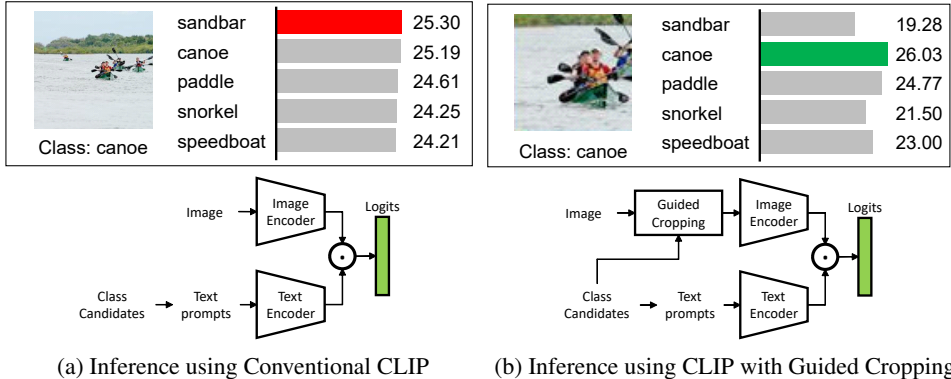 sandbar 25.30
canoe 25.19
paddle 24.61
snorkel 24.25
speedboat 24.21
Class: canoe
Image
Image
Encoder
Logits
Class
Candidates
Text
prompts
Text
Encoder
(a) Inference using Conventional CLIP
sandbar 19.28
canoe 26.03
paddle 24.77
snorkel 21.50
speedboat 23.00
Class: canoe
Image
Guided
Cropping
Image
Encoder
Logits
Class
Candidates
Text
prompts
Text
Encoder
(b) Inference using CLIP with Guided Cropping